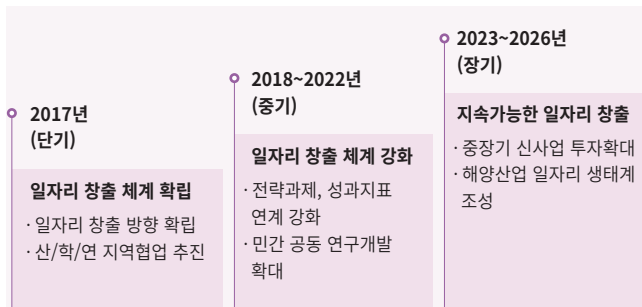 2017년
(단기)
일자리 창출 체계 확립
· 일자리 창출 방향 확립
· 산/학/연 지역협업 추진
2018~2022년
(중기)
일자리 창출 체계 강화
· 전략과제, 성과지표
연계 강화
· 민간 공동 연구개발
확대
2023~2026년
(장기)
지속가능한 일자리 창출
· 중장기 신사업 투자확대
· 해양산업 일자리 생태계
조성